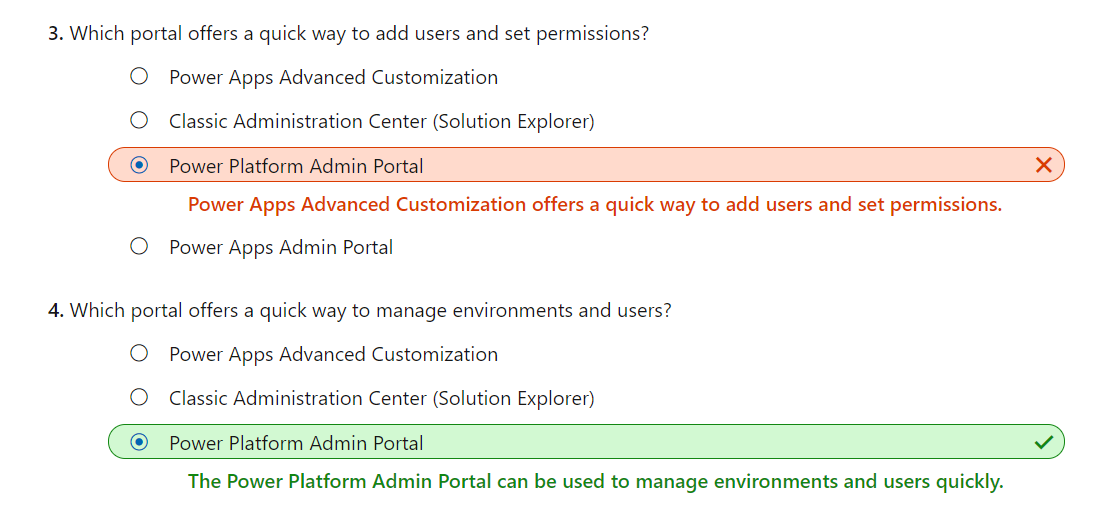 3. Which portal offers a quick way to add users and set permissions?
Power Apps Advanced Customization
Classic Administration Center (Solution Explorer)
Power Platform Admin Portal
Power Apps Advanced Customization offers a quick way to add users and set permissions.
Power Apps Admin Portal
4. Which portal offers a quick way to manage environments and users?
Power Apps Advanced Customization
Classic Administration Center (Solution Explorer)
Power Platform Admin Portal
The Power Platform Admin Portal can be used to manage environments and users quickly.